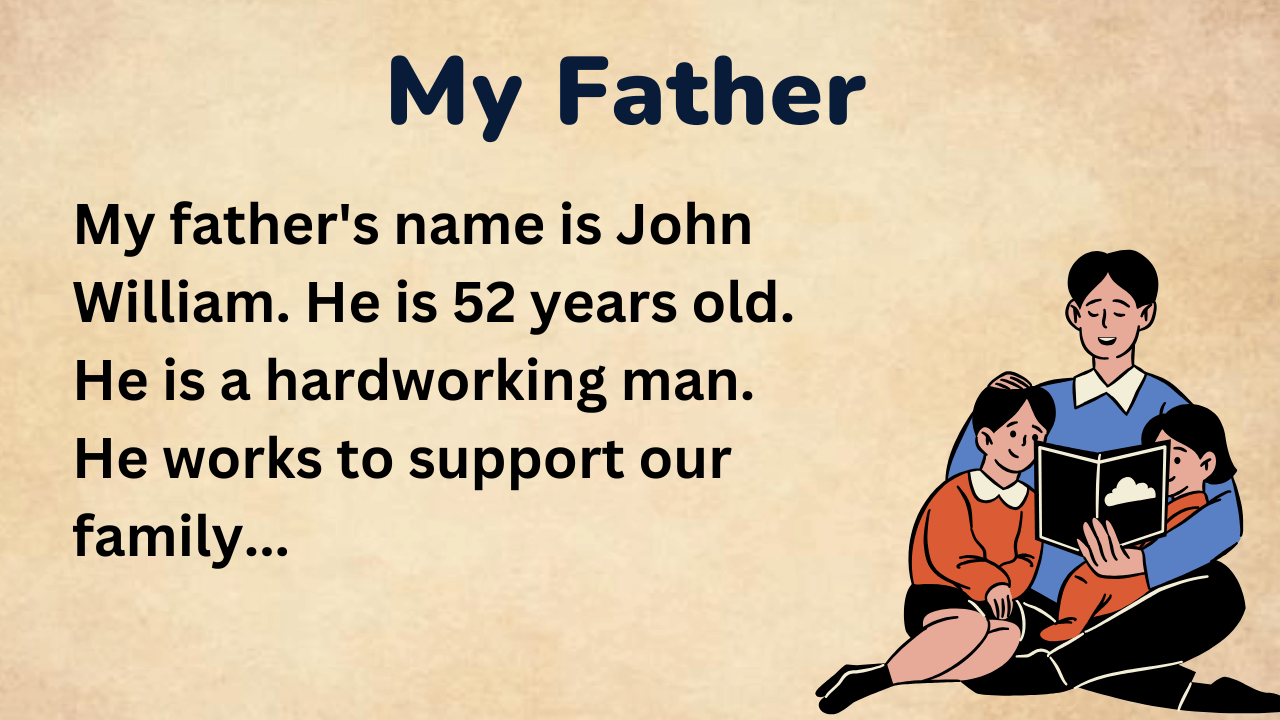 My Father
My father's name is John
William. He is 52 years old.
He is a hardworking man.
He works to support our
family...